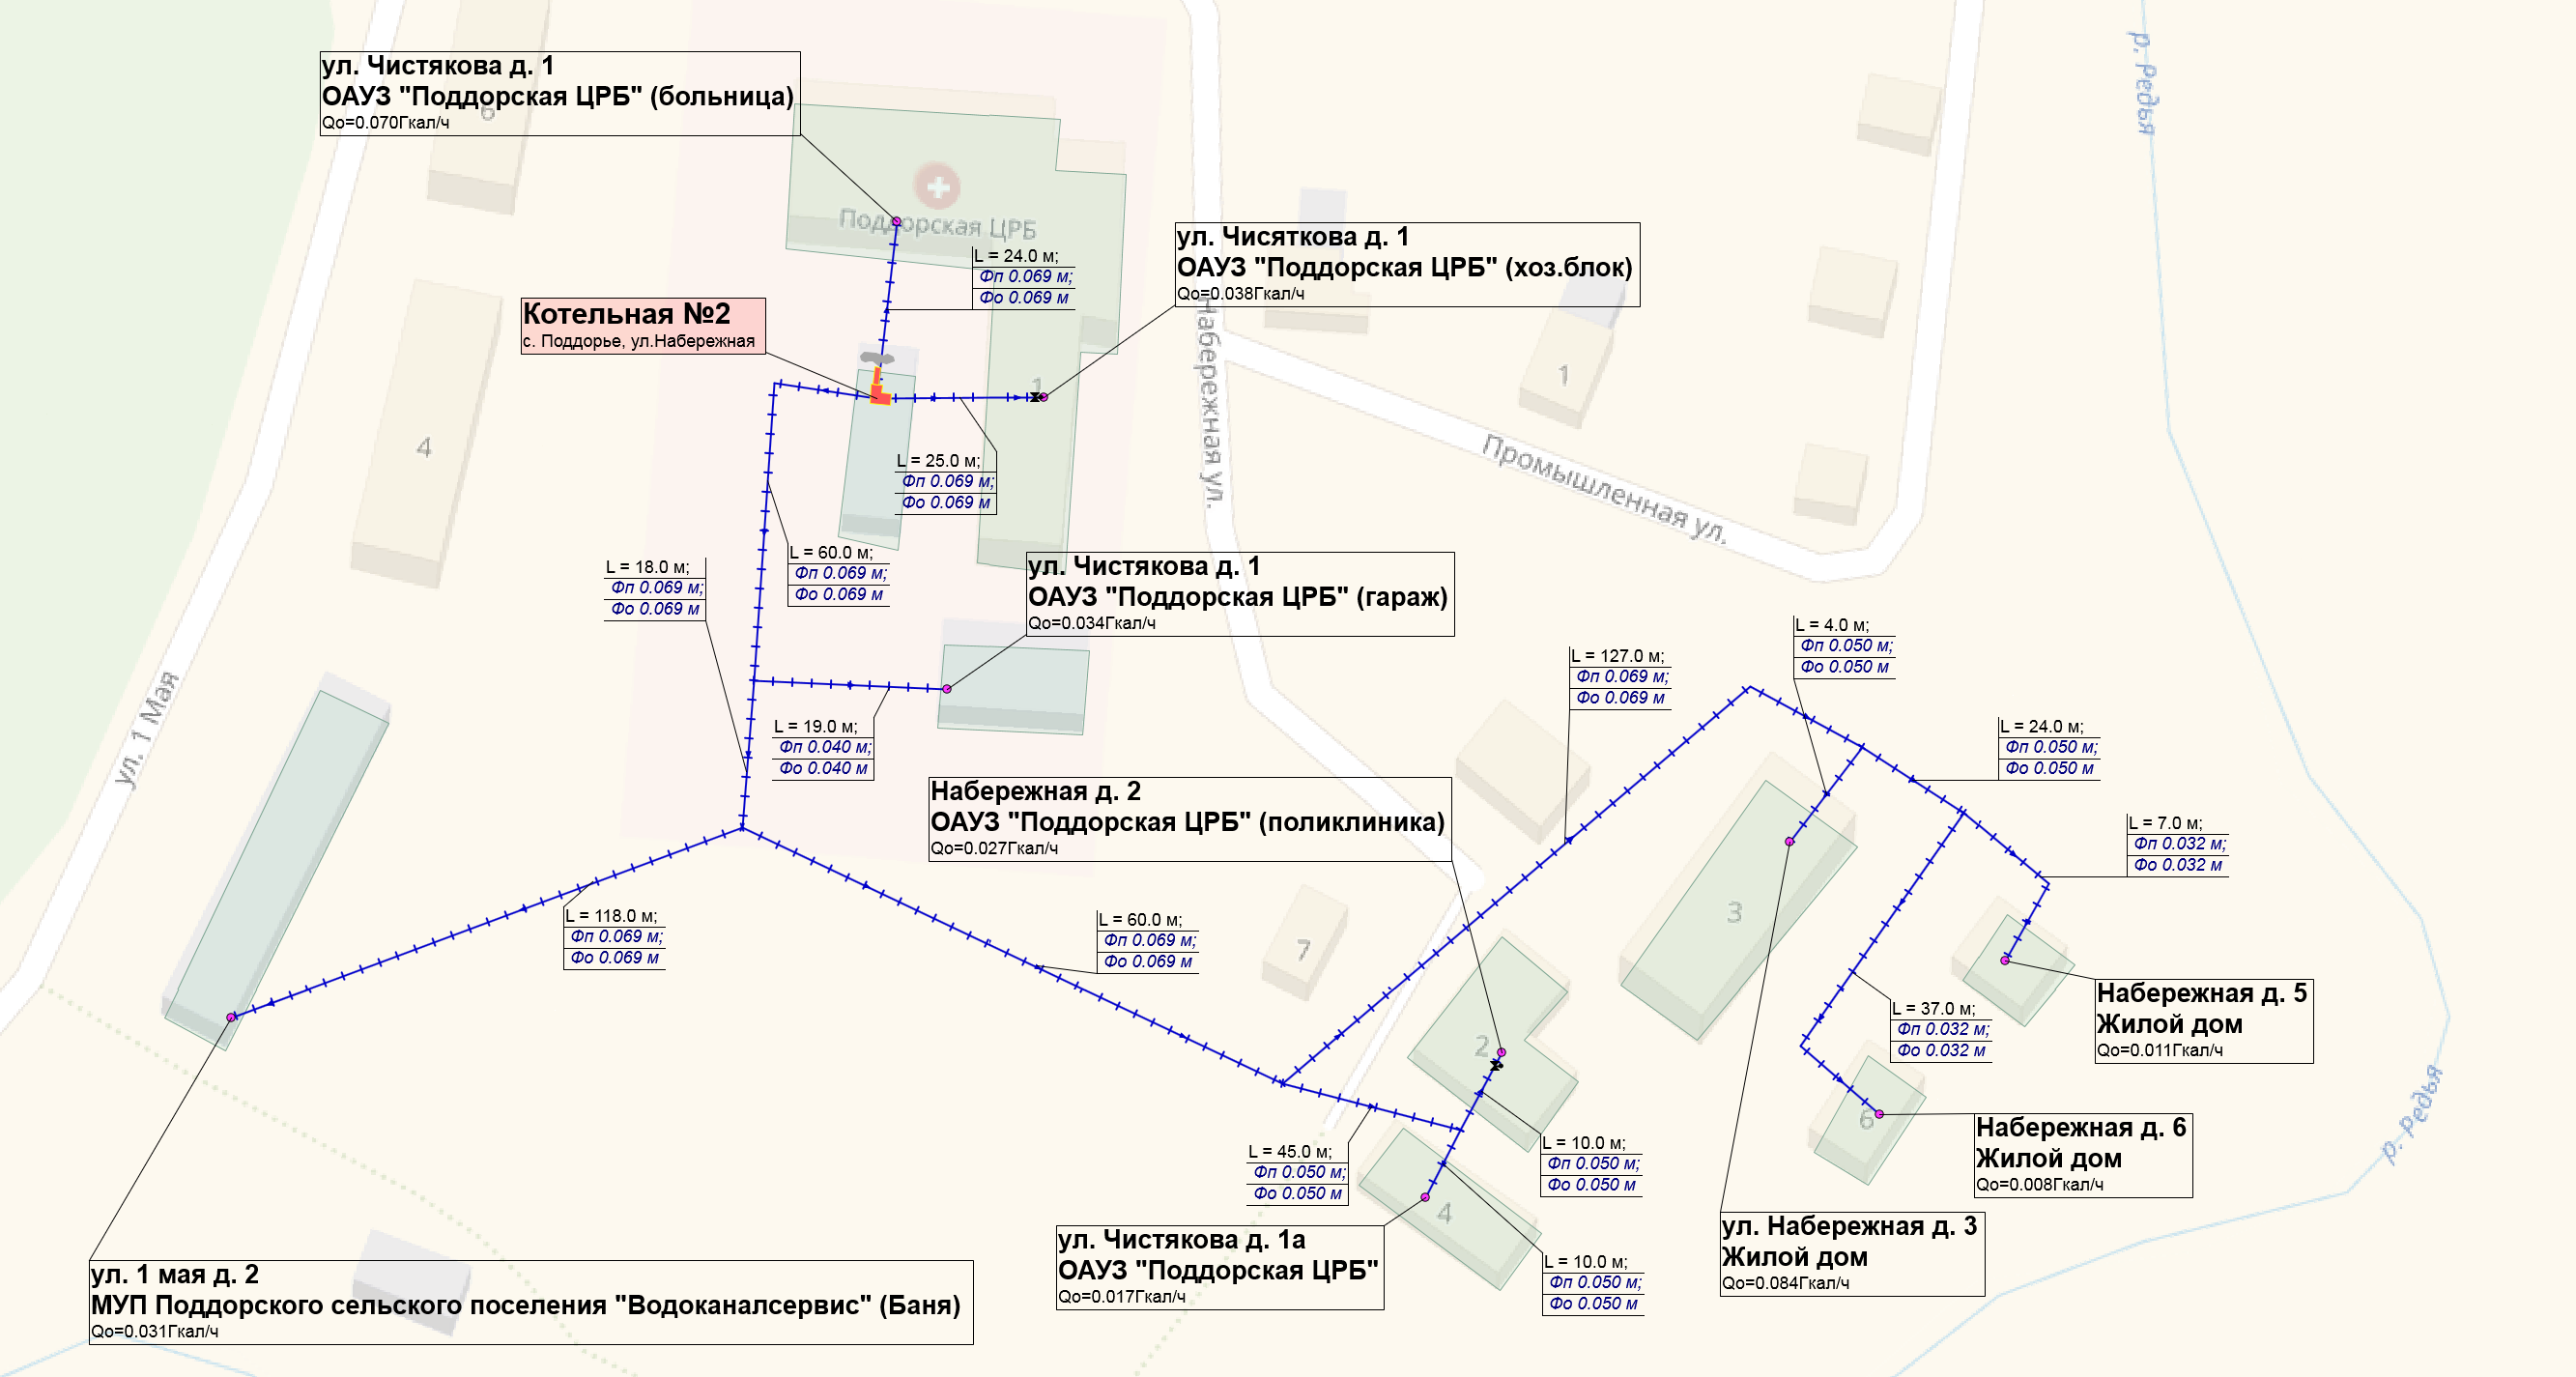 ул. Чистякова д. 1
ОАУЗ "Поддорская ЦРБ" (больница)
Qо=0.070Гкал/ч
6
р. Редья
Поддорская ЦРБ
L = 24.0 м;
Фп 0.069 м;
Фо 0.069 м
ул. Чисяткова д. 1
ОАУЗ "Поддорская ЦРБ" (хоз.блок)
Qо=0.038Гкал/ч
Котельная №2
с. Поддорье, ул.Набережная
1
1
Набережная ул.
4
Промышленная ул.
L = 25.0 м;
Фп 0.069 м;
Фо 0.069 м
L = 60.0 м;
Фп 0.069 м;
Фо 0.069 м
L = 18.0 м;
Фп 0.069 м;
Фо 0.069 м
ул. Чистякова д. 1
ОАУЗ "Поддорская ЦРБ" (гараж)
Qо=0.034Гкал/ч
L = 4.0 м;
Фп 0.050 м;
Фо 0.050 м
L = 127.0 м;
Фп 0.069 м;
Фо 0.069 м
ул. 1 Мая
L = 19.0 м;
Фп 0.040 м;
Фо 0.040 м
L = 24.0 м;
Фп 0.050 м;
Фо 0.050 м
Набережная д. 2
ОАУЗ "Поддорская ЦРБ" (поликлиника)
Qо=0.027Гкал/ч
L = 7.0 м;
Фп 0.032 м;
Фо 0.032 м
3
L = 118.0 м;
Фп 0.069 м;
Фо 0.069 м
L = 60.0 м;
Фп 0.069 м;
Фо 0.069 м
7
Набережная д. 5
Жилой дом
Qо=0.011Гкал/ч
L = 37.0 м;
Фп 0.032 м;
Фо 0.032 м
2
6
р. Редья
Набережная д. 6
Жилой дом
Qо=0.008Гкал/ч
L = 45.0 м;
Фп 0.050 м;
Фо 0.050 м
L = 10.0 м;
Фп 0.050 м;
Фо 0.050 м
4
ул. Чистякова д. 1а
ОАУЗ "Поддорская ЦРБ"
Qо=0.017Гкал/ч
L = 10.0 м;
Фп 0.050 м;
Фо 0.050 м
ул. Набережная д. 3
Жилой дом
Qо=0.084Гкал/ч
ул. 1 мая д. 2
МУП Поддорского сельского поселения "Водоканалсервис" (Баня)
Qо=0.031Гкал/ч